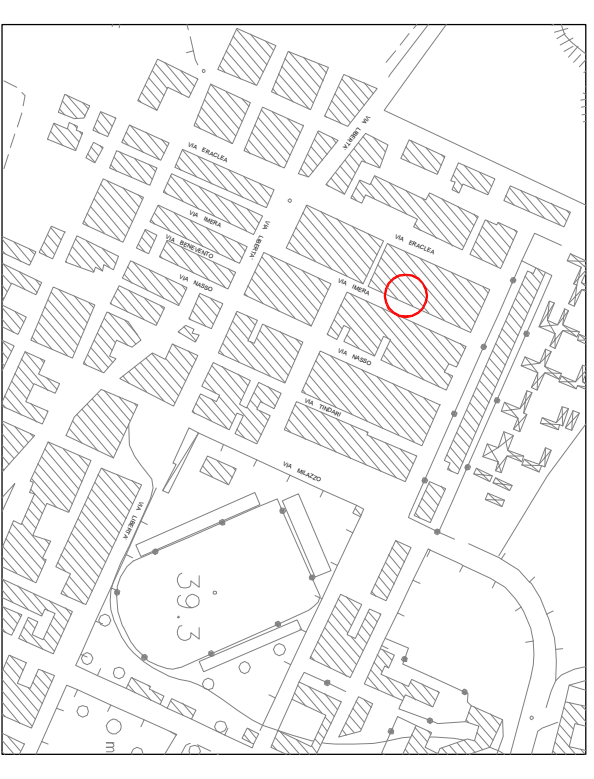 VIA LIBERTA
VIA ERACLEA
VIA IMERA
VIA LIBERTA
VIA ERACLEA
VIA BENEVENTO
VIA NASSO
VIA IMERA
VIA NASSO
VIA TINDARI
VIA MILAZZO
VIA LIBERTA
39.3
m